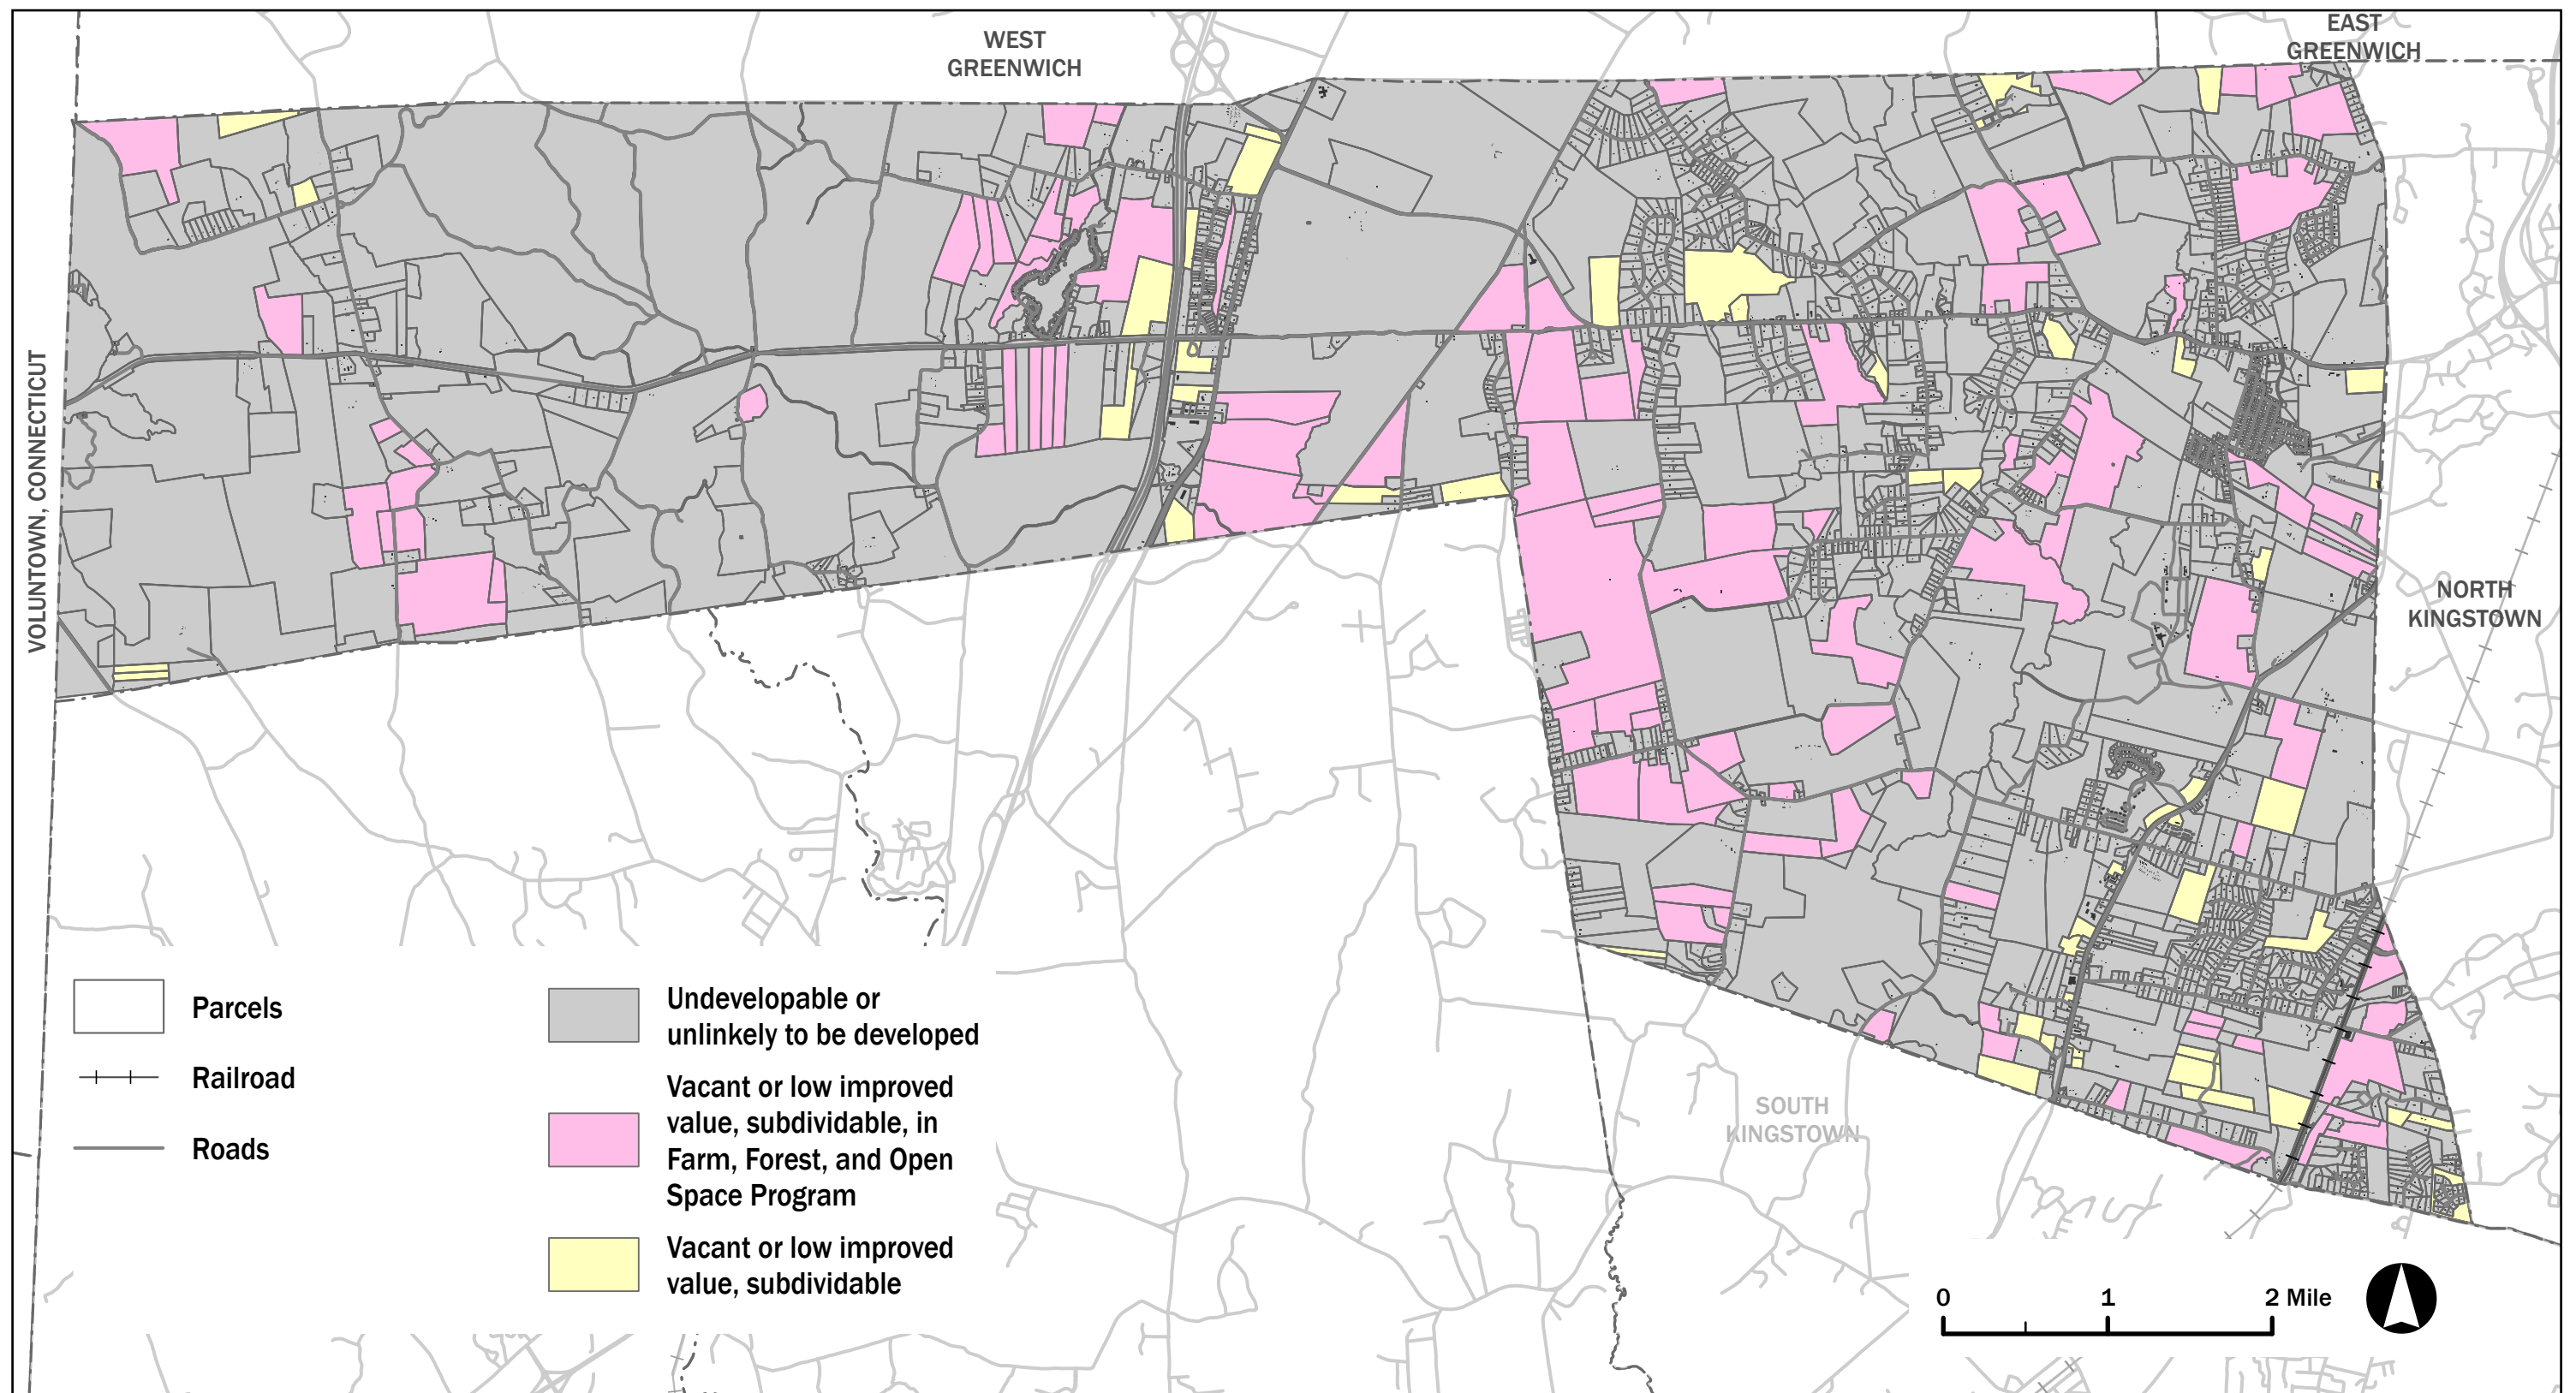 WEST
GREENWICH
EAST
GREENWICH
VOLUNTOWN, CONNECTICUT
NORTH
KINGSTOWN
SOUTH
KINGSTOWN
Parcels
Railroad
Roads
Undevelopable or
unlinkely to be developed
Vacant or low improved
value, subdividable, in
Farm, Forest, and Open
Space Program
Vacant or low improved
value, subdividable
0 1 2 Mile